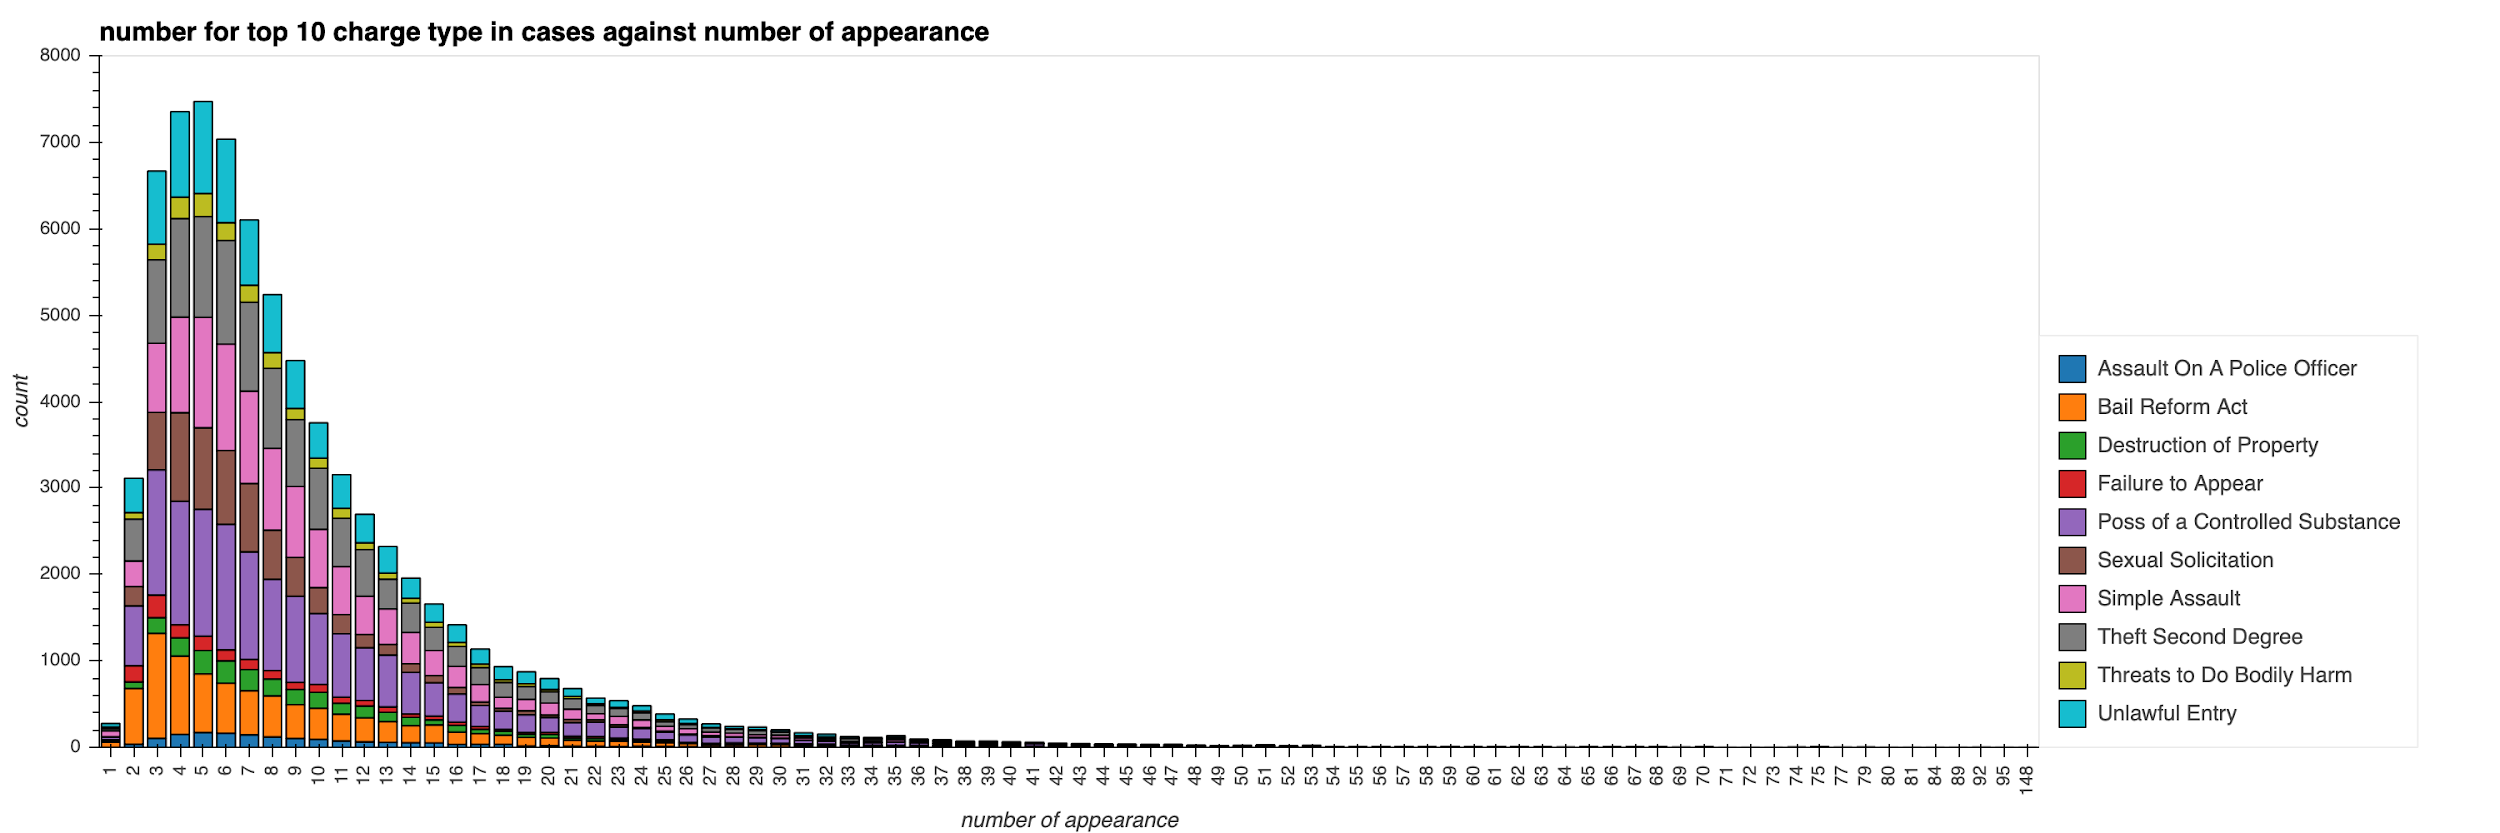 number for top 10 charge type in cases against number of appearance
8000
7000
6000
5000
4000
3000
2000
1000
0
count
1 2 3 4 5 6 7 8 9 10 11 12 13 14 15 16 17 18 19 20 21 22 23 24 25 26 27 28 29 30 31 32 33 34 35 36 37 38 39 40 41 42 43 44 45 46 47 48 49 50 51 52 53 54 55 56 57 58 59 60 61 62 63 64 65 66 67 68 69 70 71 72 73 74 75 77 79 80 81 84 89 92 95 148
number of appearance
Assault On A Police Officer
Bail Reform Act
Destruction of Property
Failure to Appear
Poss of a Controlled Substance
Sexual Solicitation
Simple Assault
Theft Second Degree
Threats to Do Bodily Harm
Unlawful Entry